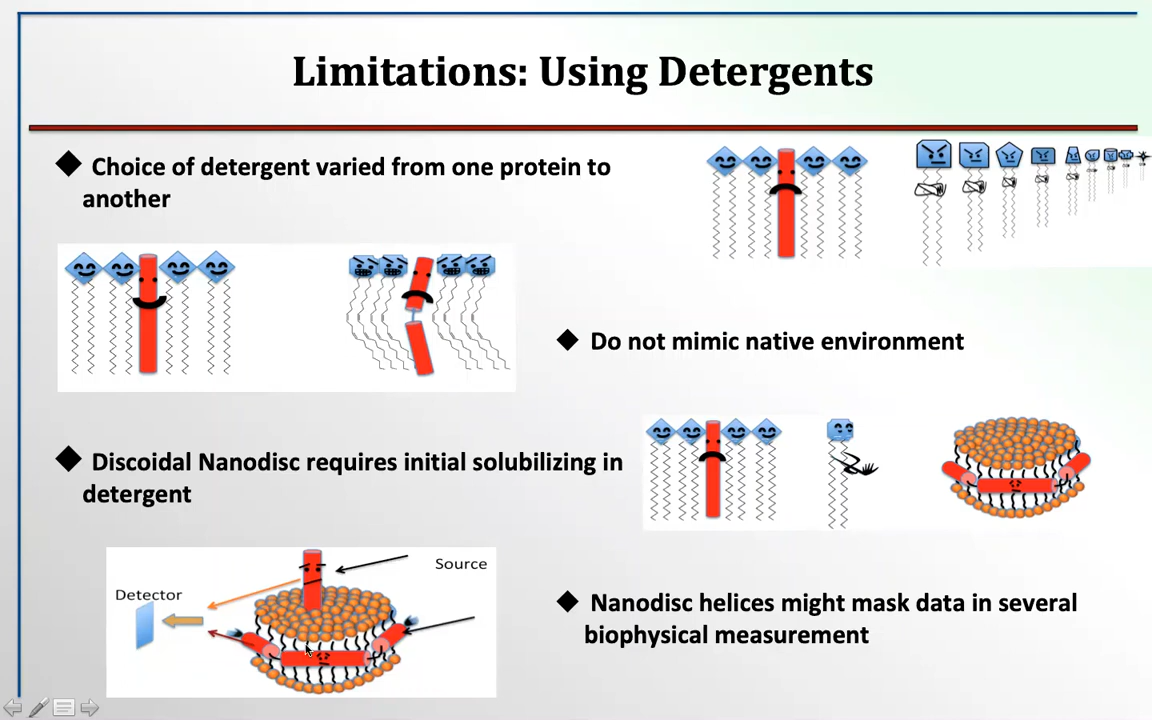 Limitations: Using Detergents
Choice of detergent varied from one protein to
another
Do not mimic native environment
Discoidal Nanodisc requires initial solubilizing in
detergent
Source
Detector
Nanodisc helices might mask data in several
biophysical measurement